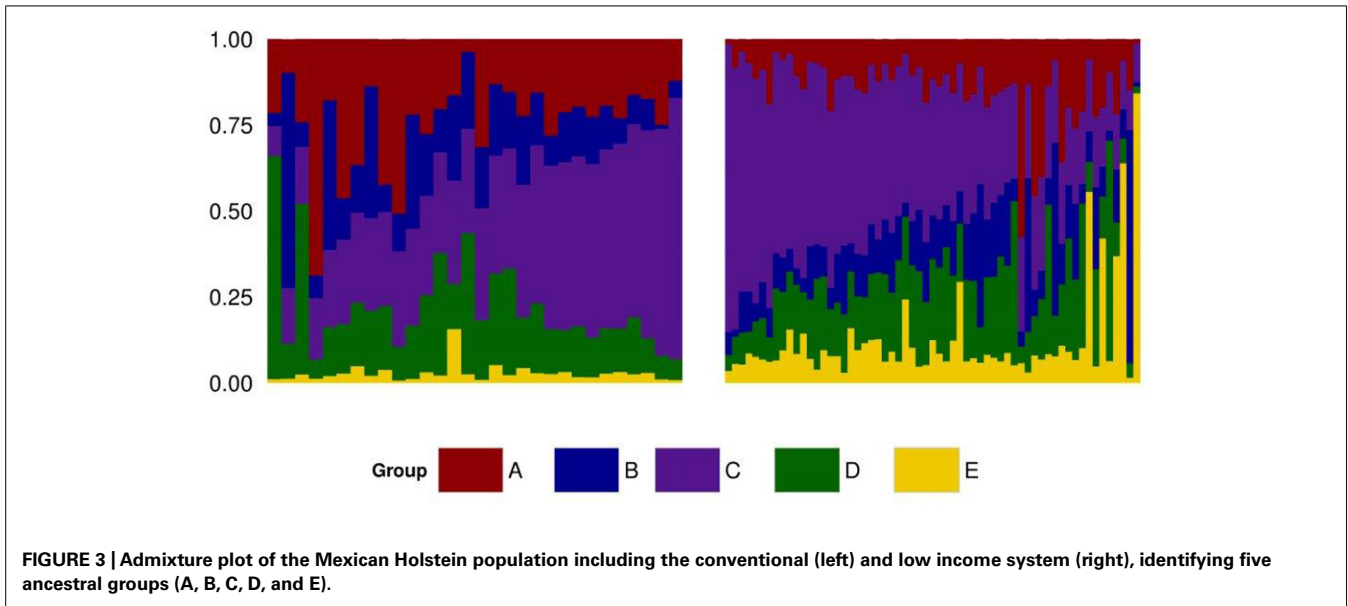 1.00
0.75
0.50
0.25
0.00
Group A B C D E
FIGURE 3 | Admixture plot of the Mexican Holstein population including the conventional (left) and low income system (right), identifying five
ancestral groups (A, B, C, D, and E).